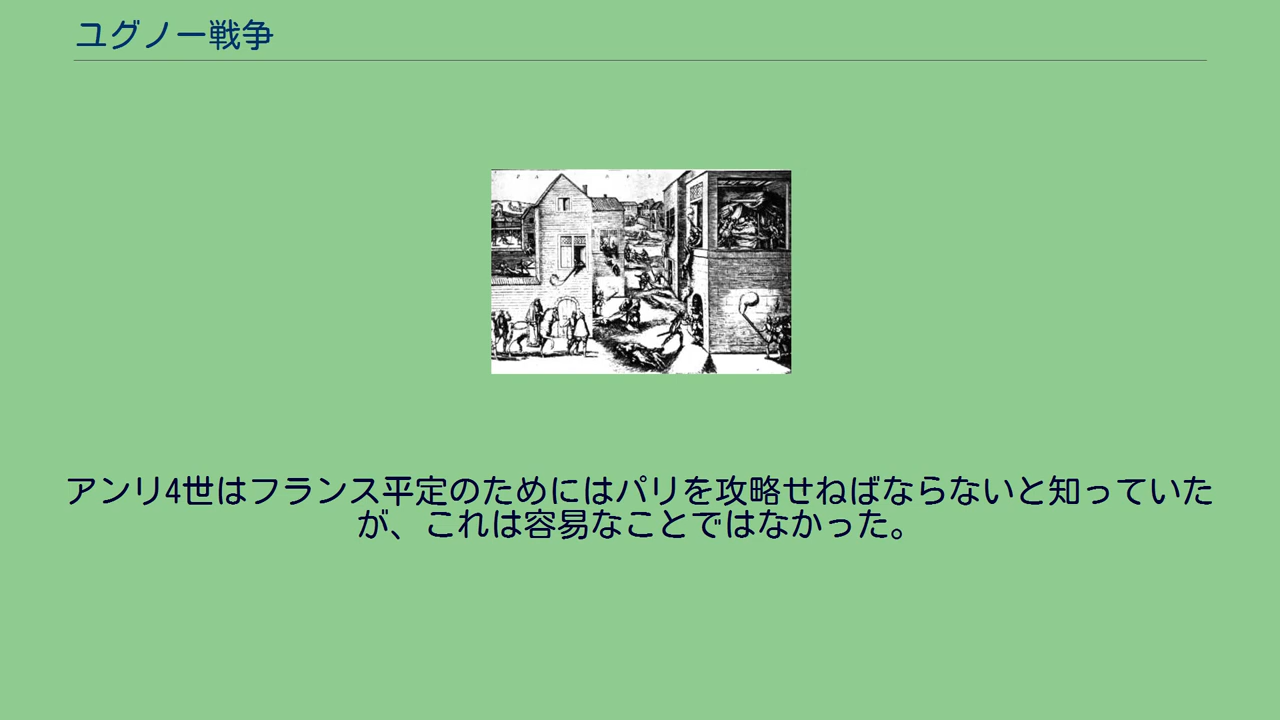 ユグノー戦争
アンリ4世はフランス平定のためにはパリを攻略せねばならないと知っていた
が、これは容易なことではなかった。